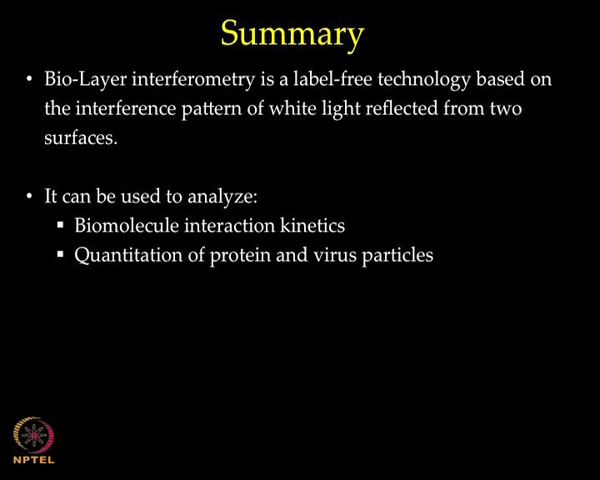 Summary
• Bio-Layer interferometry is a label-free technology based on
the interference pattern of white light reflected from two
surfaces.
• It can be used to analyze:
▪ Biomolecule interaction kinetics
▪ Quantitation of protein and virus particles
NPTEL